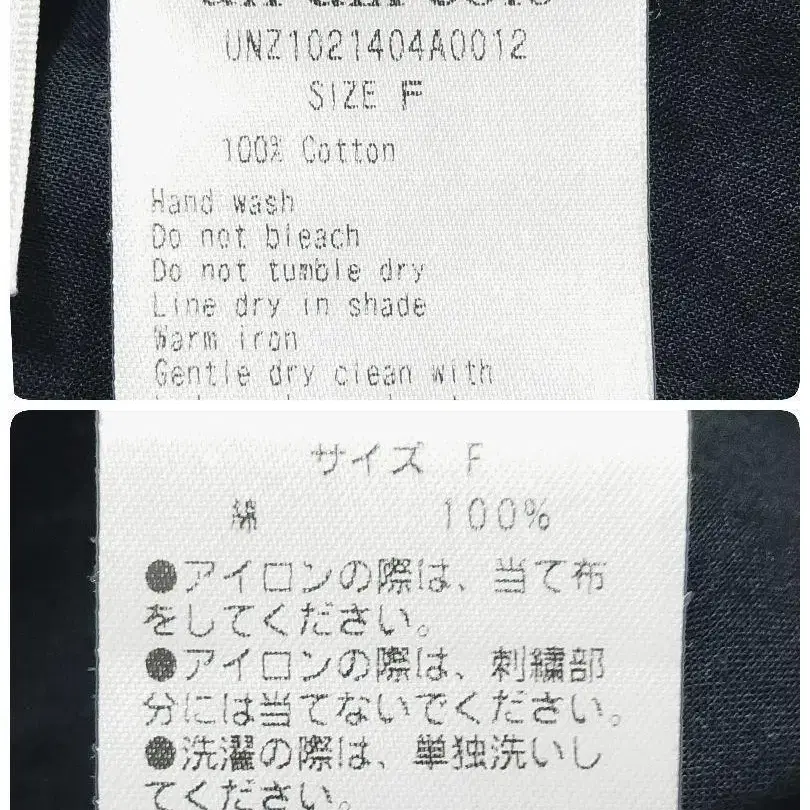 UNZ1021404A0012
SIZE F
100% Cotton
Hand wash
Do not bleach
Do not tumble dry
Line dry in shade
Warm iron
Gentle dry clean with
サイズ F
綿 100%
●アイロンの際は、当て布
をしてください。
●アイロンの際は、刺繍部
分には当てないでください。
●洗濯の際は、単独洗いし
てください。